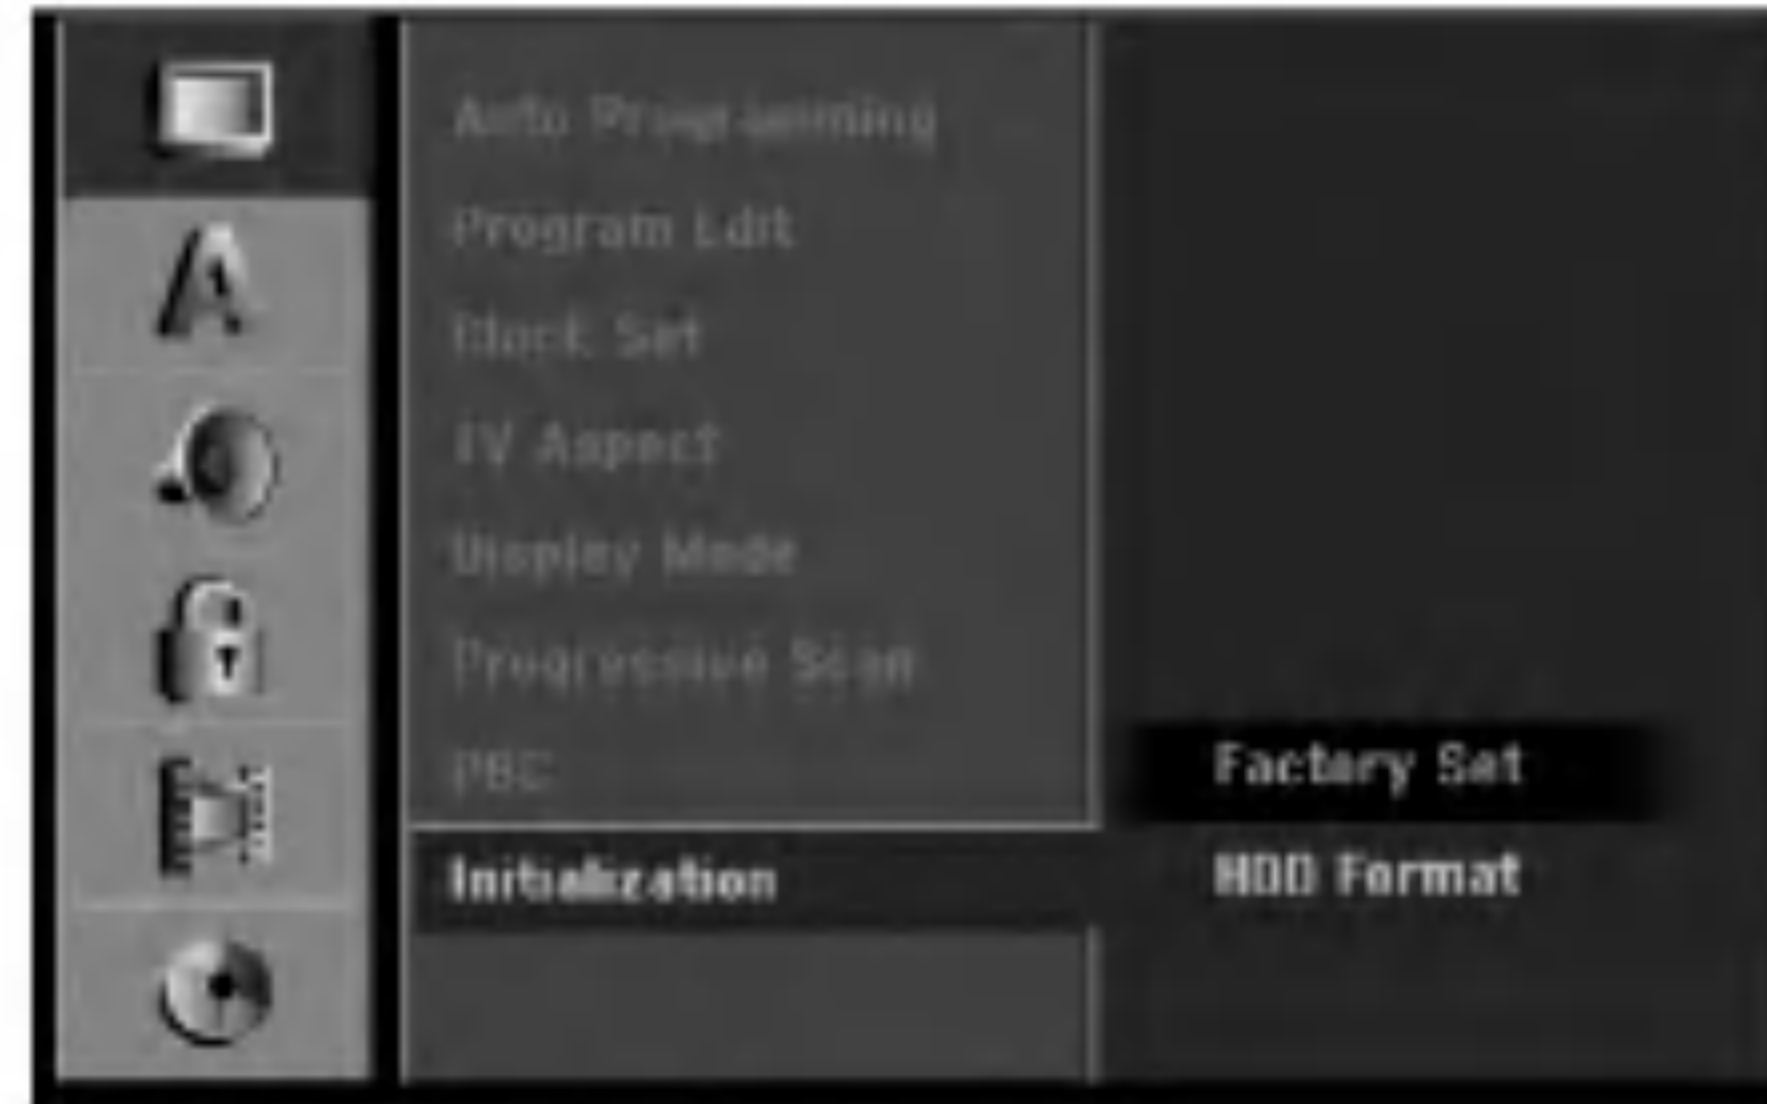 Auto Programming
Program Edit
Clock Set
TV Aspect
Display Mode
Progressive Scan
PBC
Factory Set
Initialization
HDD Format